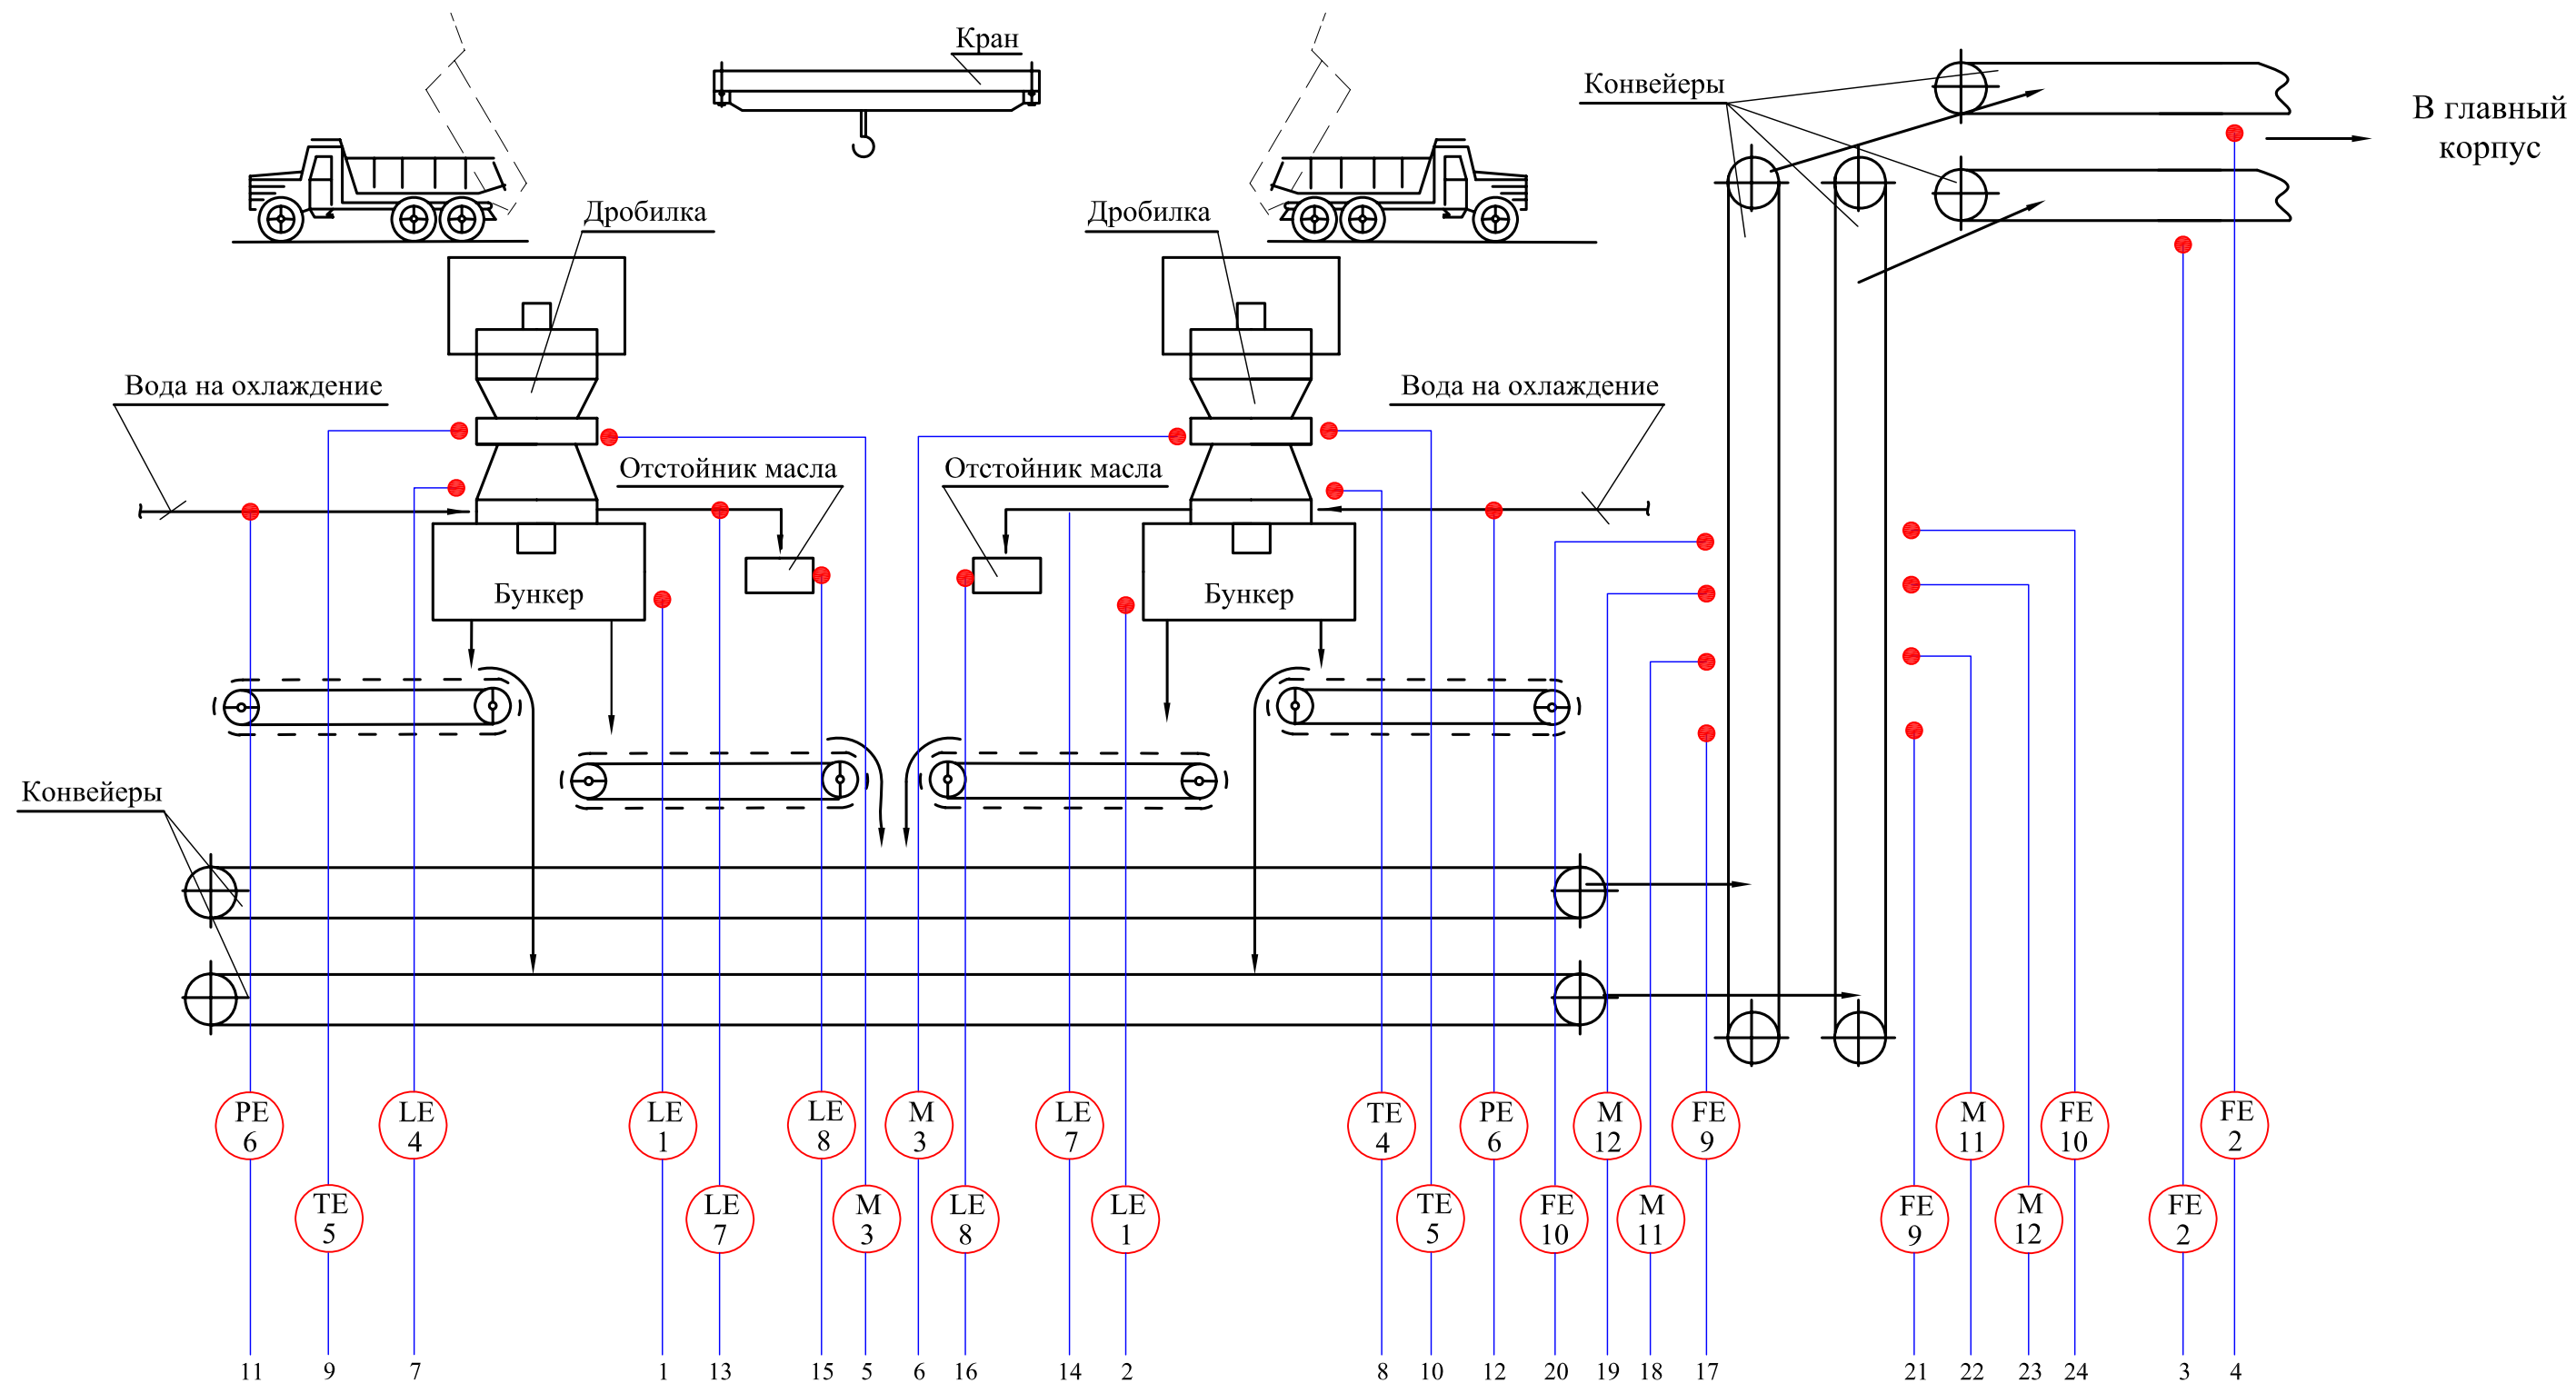 Кран
Конвейеры
В главный
корпус
Дробилка
Дробилка
Вода на охлаждение
Вода на охлаждение
Отстойник масла
Отстойник масла
Бункер
Бункер
Конвейеры
PE
6
LE
4
LE
1
LE
8
M
3
LE
7
TE
4
PE
6
M
12
FE
9
M
11
FE
10
FE
2
TE
5
LE
7
M
3
LE
8
LE
1
TE
5
FE
10
M
11
FE
9
M
12
FE
2
11 9 7 1 13 15 5 6 16 14 2 8 10 12 20 19 18 17 21 22 23 24 3 4